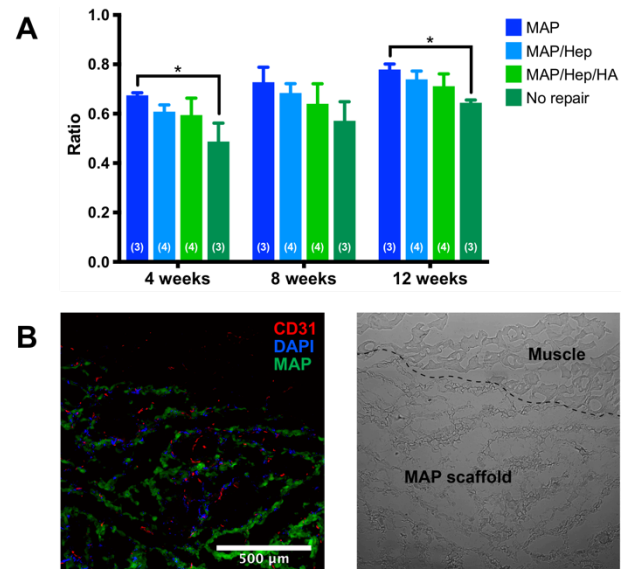 A
Ratio
1.0
0.8
0.6
0.4
0.2
0.0
*
*
MAP
MAP/Hep
MAP/Hep/HA
No repair
(3) (4) (4) (3) (3) (4) (4) (3) (3) (4) (4) (3)
4 weeks 8 weeks 12 weeks
B
CD31
DAPI
MAP
500 µm
Muscle
MAP scaffold